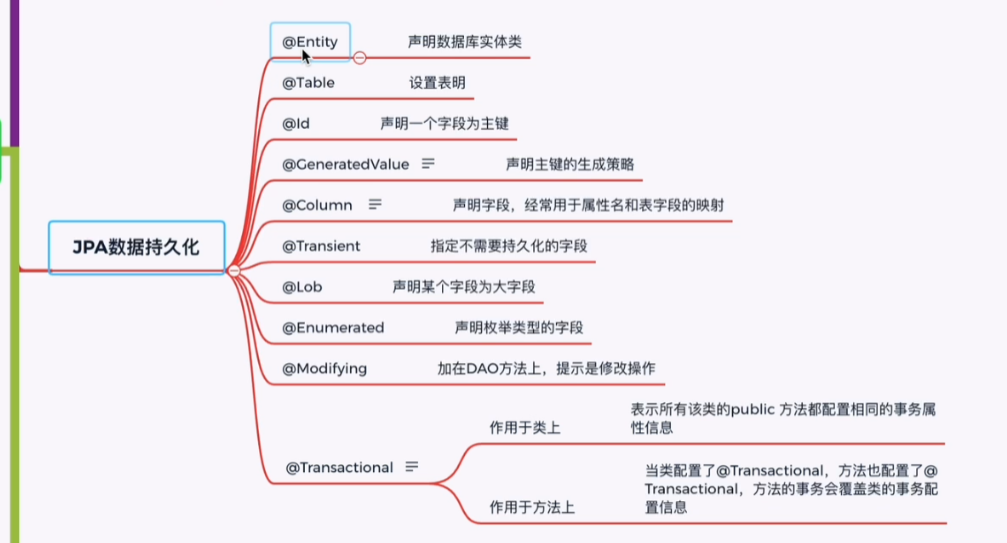 @Entity 声明数据库实体类
@Table 设置表明
@Id 声明一个字段为主键
@GeneratedValue 声明主键的生成策略
@Column 声明字段，经常用于属性名和表字段的映射
JPA数据持久化
@Transient 指定不需要持久化的字段
@Lob 声明某个字段为大字段
@Enumerated 声明枚举类型的字段
@Modifying 加在DAO方法上，提示是修改操作
@Transactional
作用于类上
表示所有该类的public 方法都配置相同的事务属
性信息
作用于方法上
当类配置了@Transactional，方法也配置了@
Transactional，方法的事务会覆盖类的事务配
置信息